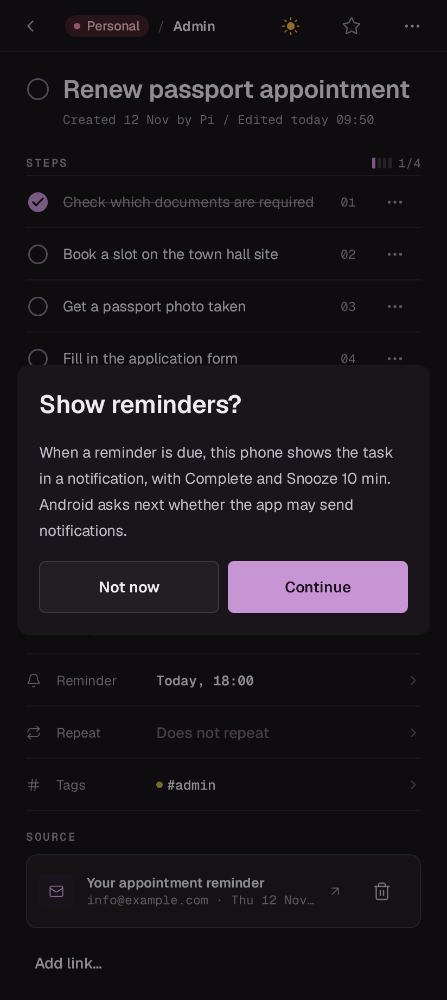 Personal / Admin
Renew passport appointment
Created 12 Nov by Pi / Edited today 09:50
STEPS 1/4
Check which documents are required 01
Book a slot on the town hall site 02
Get a passport photo taken 03
Fill in the application form 04
Show reminders?
When a reminder is due, this phone shows the task
in a notification, with Complete and Snooze 10 min.
Android asks next whether the app may send
notifications.
Not now Continue
Reminder Today, 18:00
Repeat Does not repeat
Tags #admin
SOURCE
Your appointment reminder
info@example.com · Thu 12 Nov…
Add link…